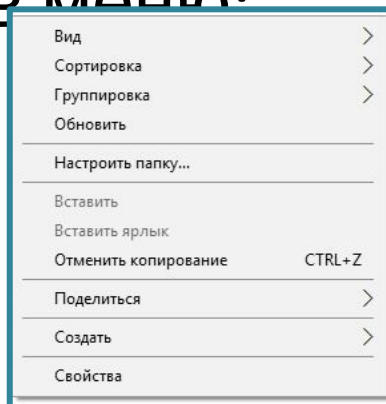 Вид
Сортировка
Группировка
Обновить
Настроить папку...
Вставить
Вставить ярлык
Отменить копирование CTRL+Z
Поделиться
Создать
Свойства